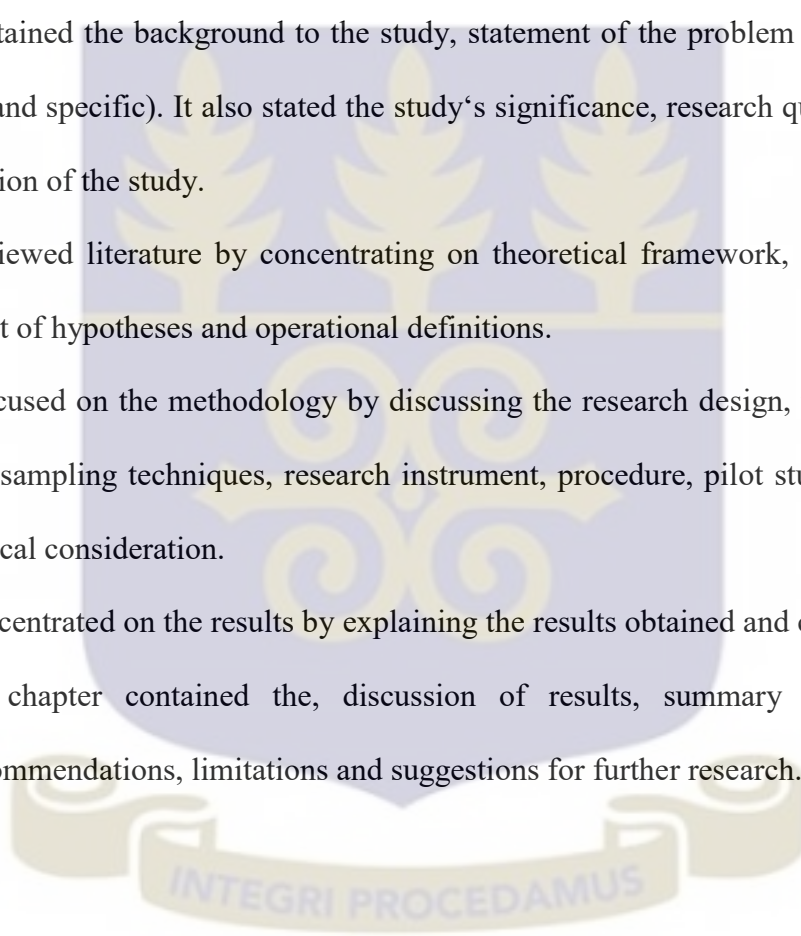 tained the background to the study, statement of the problem
and specific). It also stated the study‘s significance, research qu
ion of the study.
iewed literature by concentrating on theoretical framework,
t of hypotheses and operational definitions.
cused on the methodology by discussing the research design,
sampling techniques, research instrument, procedure, pilot stu
cal consideration.
centrated on the results by explaining the results obtained and
chapter contained the, discussion of results, summary
ommendations, limitations and suggestions for further research.
INTEGRI PROCEDAMUS